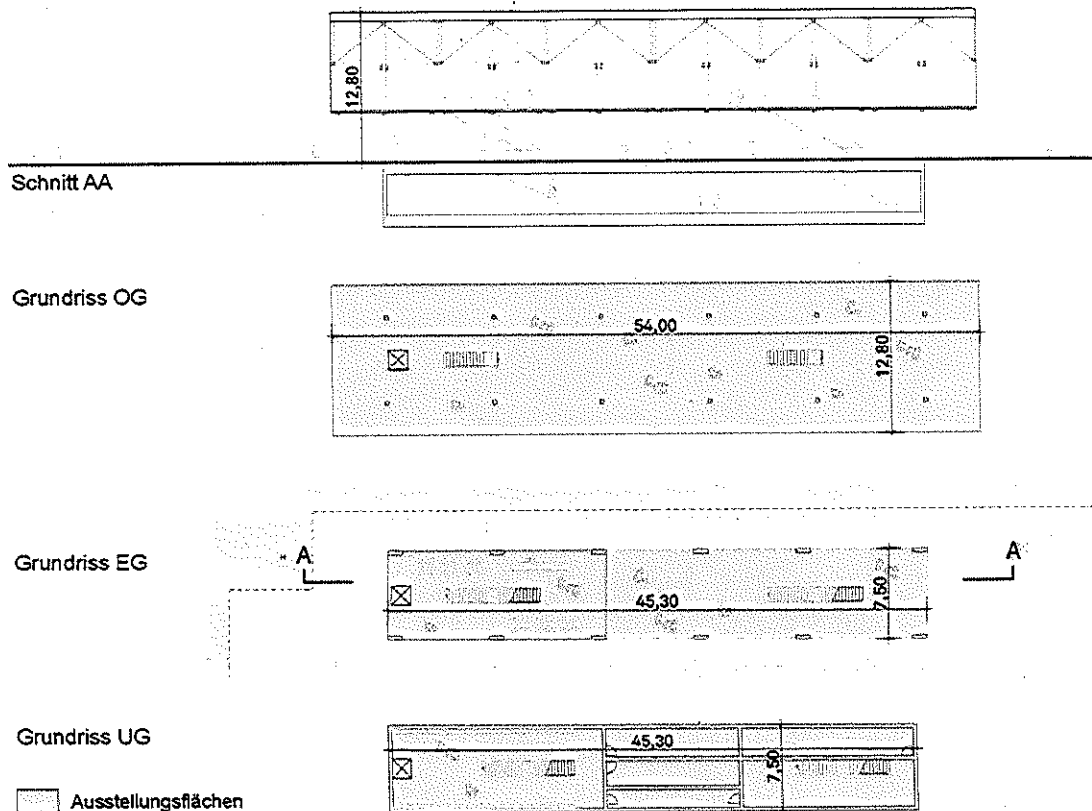 12,80
Schnitt AA
Grundriss OG
54,00
12,80
Grundriss EG
A
A
45,30
7,50
Grundriss UG
45,30
7,50
Ausstellungsflächen